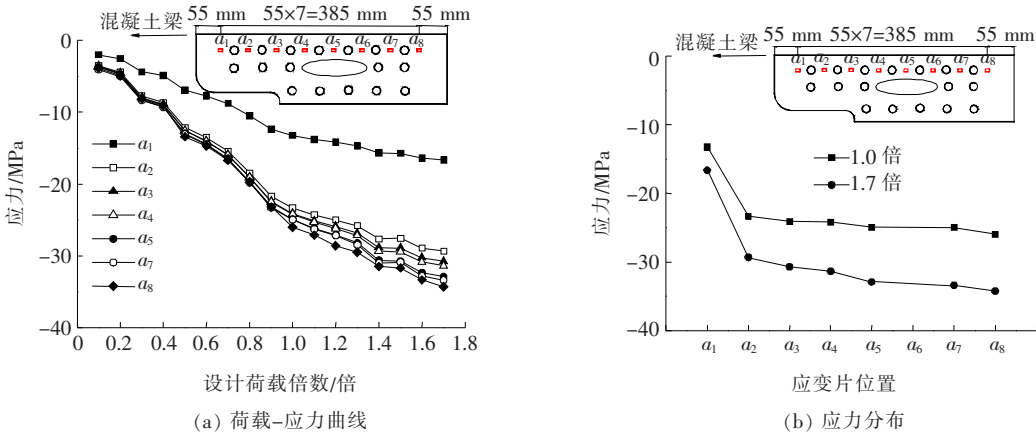 混凝土梁
55 mm 55×7=385 mm 55 mm
a1 a2 a3 a4 a5 a6 a7 a8
0
−10
−20
−30
−40
应力/MPa
a1
a2
a3
a4
a5
a7
a8
0 0.2 0.4 0.6 0.8 1.0 1.2 1.4 1.6 1.8
设计荷载倍数/倍
(a) 荷载–应力曲线
混凝土梁
55 mm 55×7=385 mm 55 mm
a1 a2 a3 a4 a5 a6 a7 a8
0
−10
−20
−30
−40
应力/MPa
1.0 倍
1.7 倍
a1 a2 a3 a4 a5 a6 a7 a8
应变片位置
(b) 应力分布